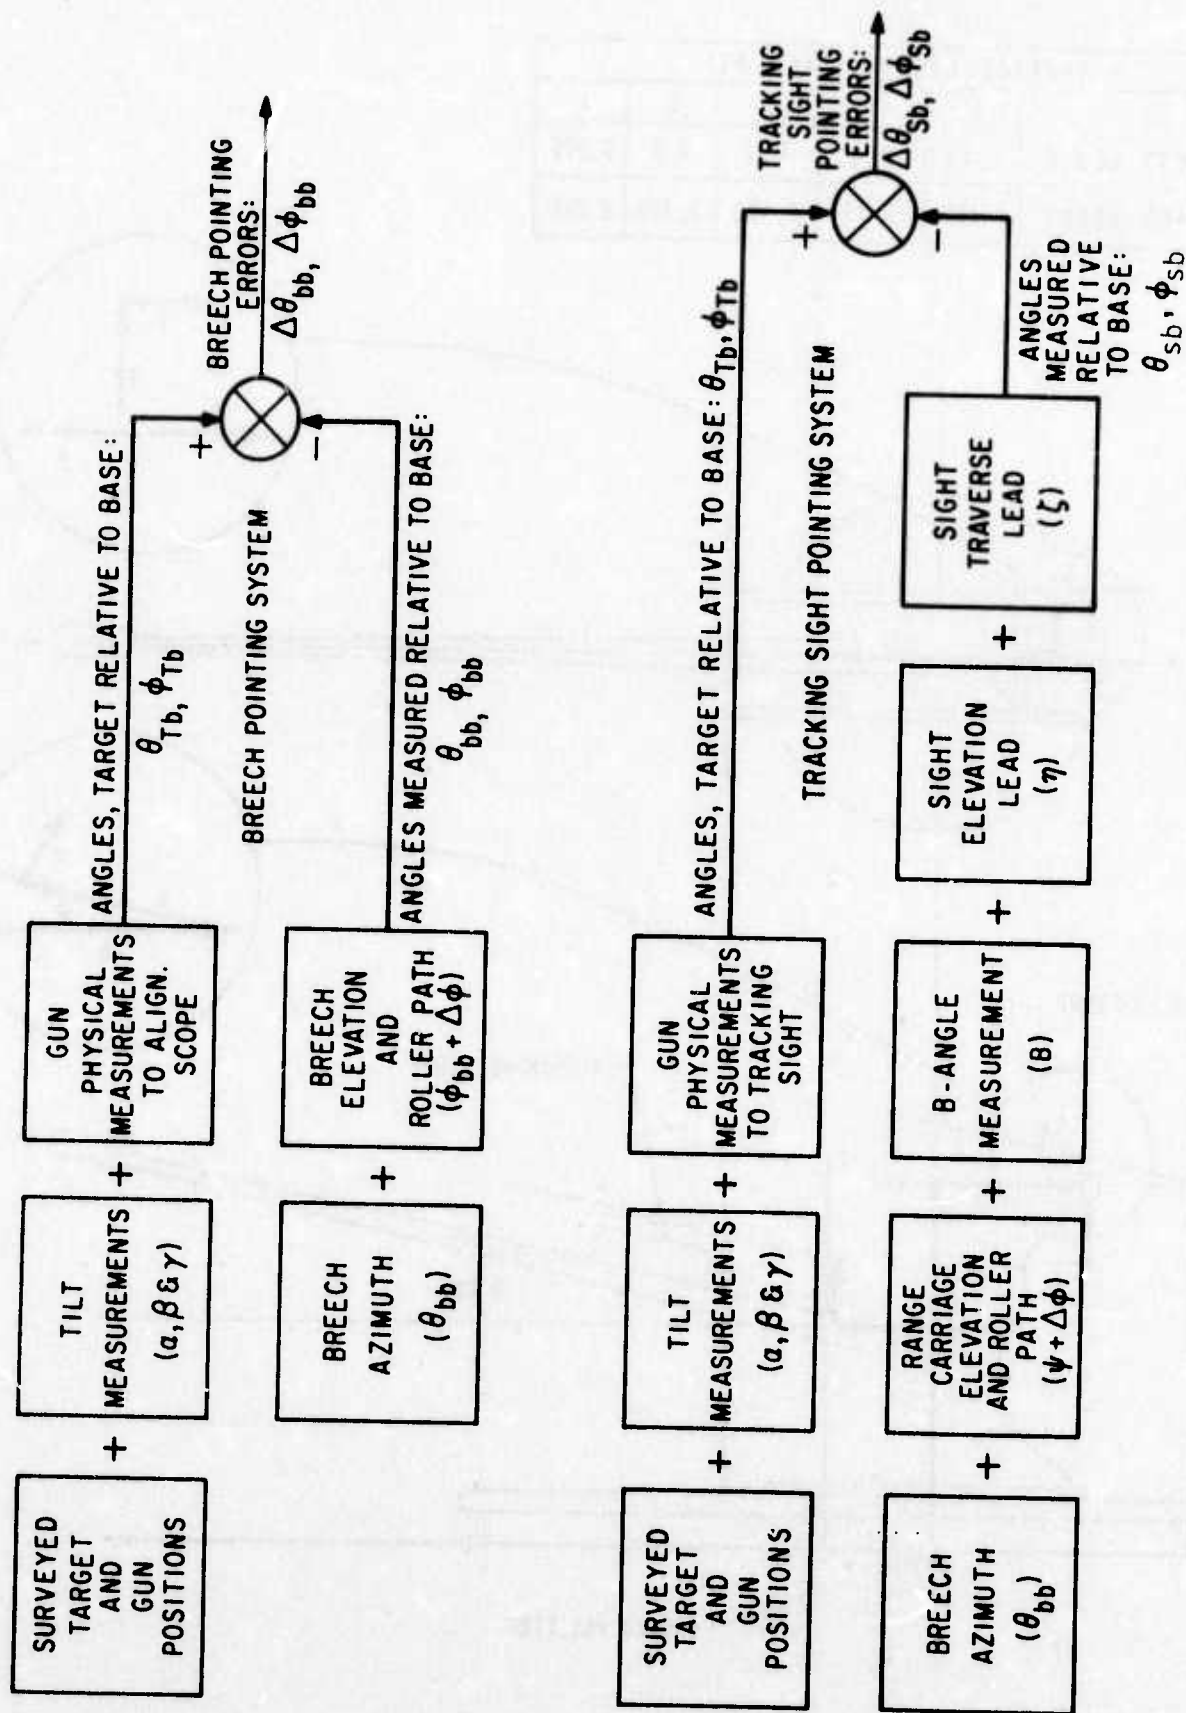 SURVEYED
TARGET
AND
GUN
POSITIONS
+
TILT
MEASUREMENTS
(α, β & γ)
+
GUN
PHYSICAL
MEASUREMENTS
TO ALIGN.
SCOPE
ANGLES, TARGET RELATIVE TO BASE:
θTb, ϕTb
+
−
BREECH POINTING
ERRORS:
Δθbb, Δϕbb
BREECH POINTING SYSTEM
BREECH
AZIMUTH
(θbb)
+
BREECH
ELEVATION
AND
ROLLER PATH
(ϕbb + Δϕ)
ANGLES MEASURED RELATIVE TO BASE:
θbb, ϕbb
SURVEYED
TARGET
AND
GUN
POSITIONS
+
TILT
MEASUREMENTS
(α, β & γ)
+
GUN
PHYSICAL
MEASUREMENTS
TO TRACKING
SIGHT
ANGLES, TARGET RELATIVE TO BASE: θTb, ϕTb
+
−
TRACKING
SIGHT
POINTING
ERRORS:
ΔθSb, ΔϕSb
TRACKING SIGHT POINTING SYSTEM
BREECH
AZIMUTH
(θbb)
+
RANGE
CARRIAGE
ELEVATION
AND ROLLER
PATH
(ψ + Δϕ)
+
B-ANGLE
MEASUREMENT
(B)
+
SIGHT
ELEVATION
LEAD
(η)
+
SIGHT
TRAVERSE
LEAD
(ζ)
ANGLES
MEASURED
RELATIVE
TO BASE:
θsb, ϕsb